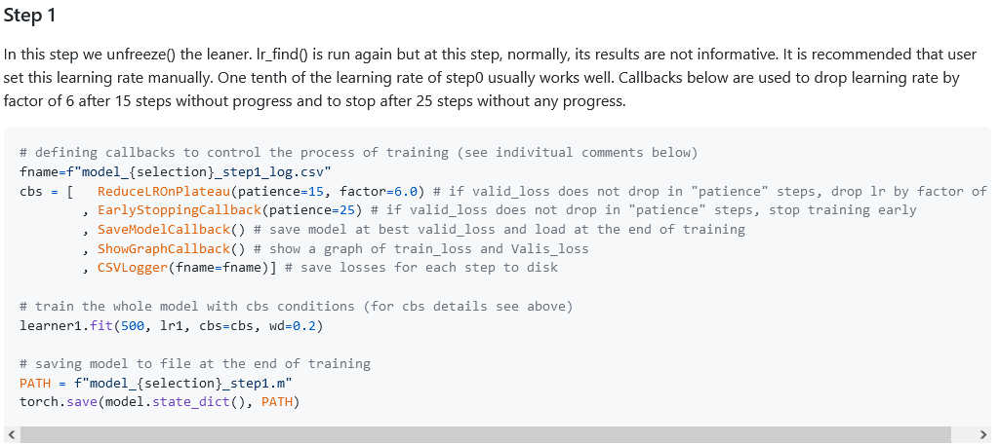 Step 1
In this step we unfreeze() the leaner. lr_find() is run again but at this step, normally, its results are not informative. It is recommended that user
set this learning rate manually. One tenth of the learning rate of step0 usually works well. Callbacks below are used to drop learning rate by
factor of 6 after 15 steps without progress and to stop after 25 steps without any progress.
# defining callbacks to control the process of training (see invivitual comments below)
fname=f"model_{selection}_step1_log.csv"
cbs = [   ReduceLROnPlateau(patience=15, factor=6.0) # if valid_loss does not drop in "patience" steps, drop lr by factor of
        , EarlyStoppingCallback(patience=25) # if valid_loss does not drop in "patience" steps, stop training early
        , SaveModelCallback() # save model at best valid_loss and load at the end of training
        , ShowGraphCallback() # show a graph of train_loss and Valis_loss
        , CSVLogger(fname=fname)] # save losses for each step to disk
# train the whole model with cbs conditions (for cbs details see above)
learner1.fit(500, lr1, cbs=cbs, wd=0.2)
# saving model to file at the end of training
PATH = f"model_{selection}_step1.m"
torch.save(model.state_dict(), PATH)